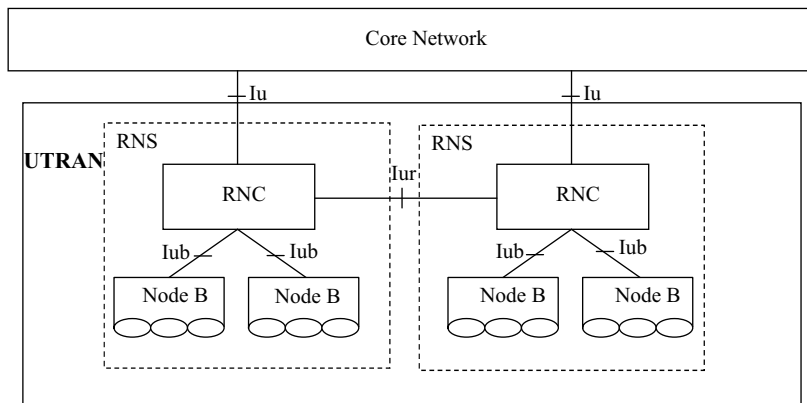 Core Network
Iu
Iu
RNS
RNS
UTRAN
Iur
RNC
RNC
Iub
Iub
Iub
Iub
Node B
Node B
Node B
Node B